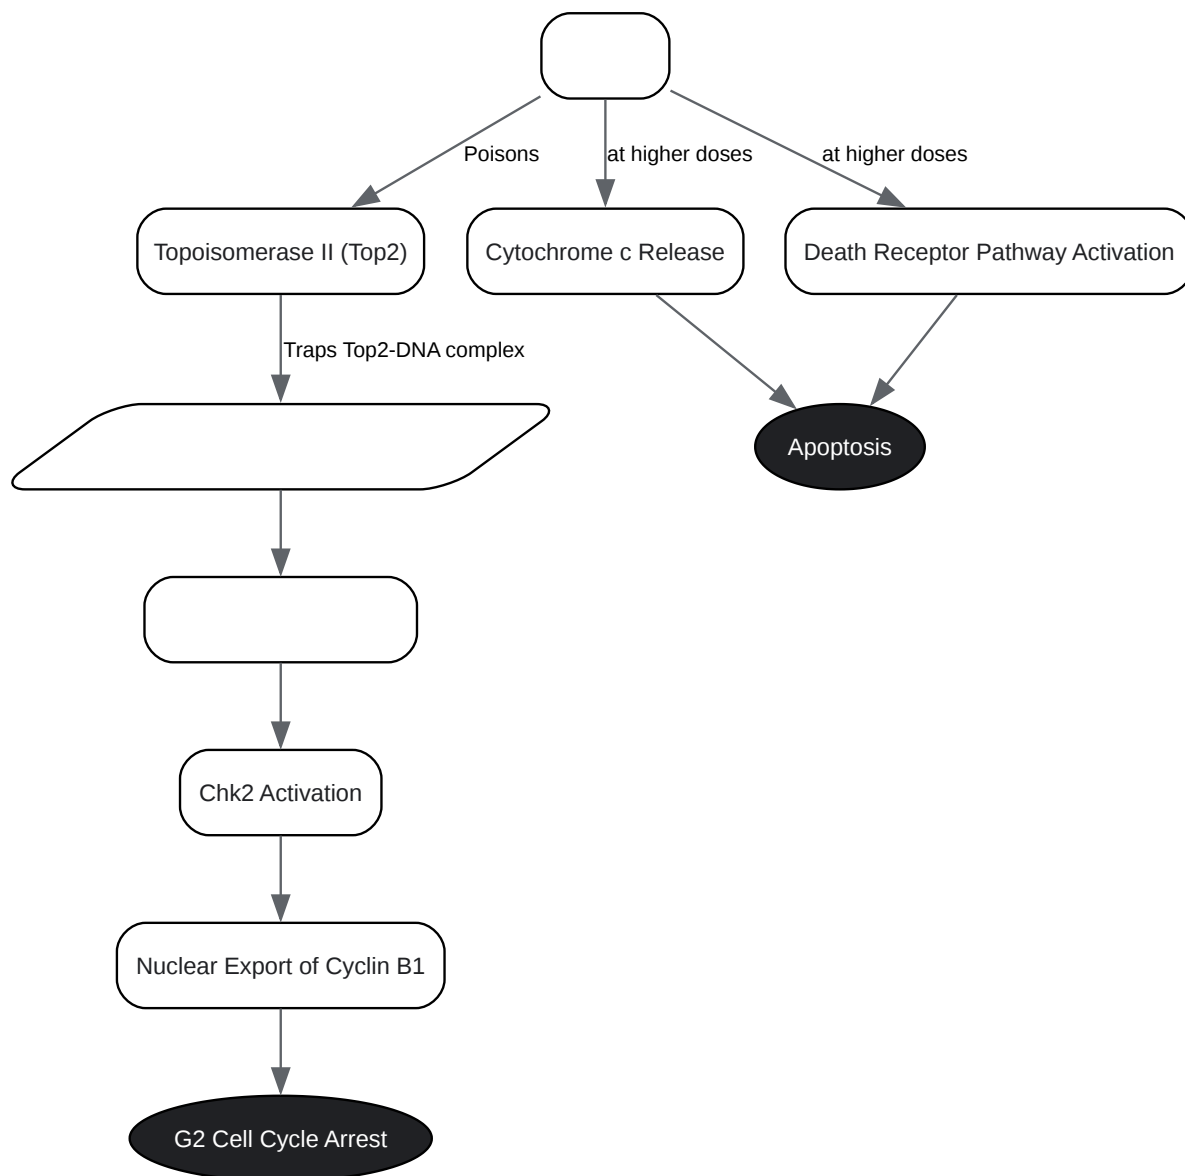 Poisons
at higher doses
at higher doses
Topoisomerase II (Top2)
Cytochrome c Release
Death Receptor Pathway Activation
Traps Top2-DNA complex
Apoptosis
Chk2 Activation
Nuclear Export of Cyclin B1
G2 Cell Cycle Arrest